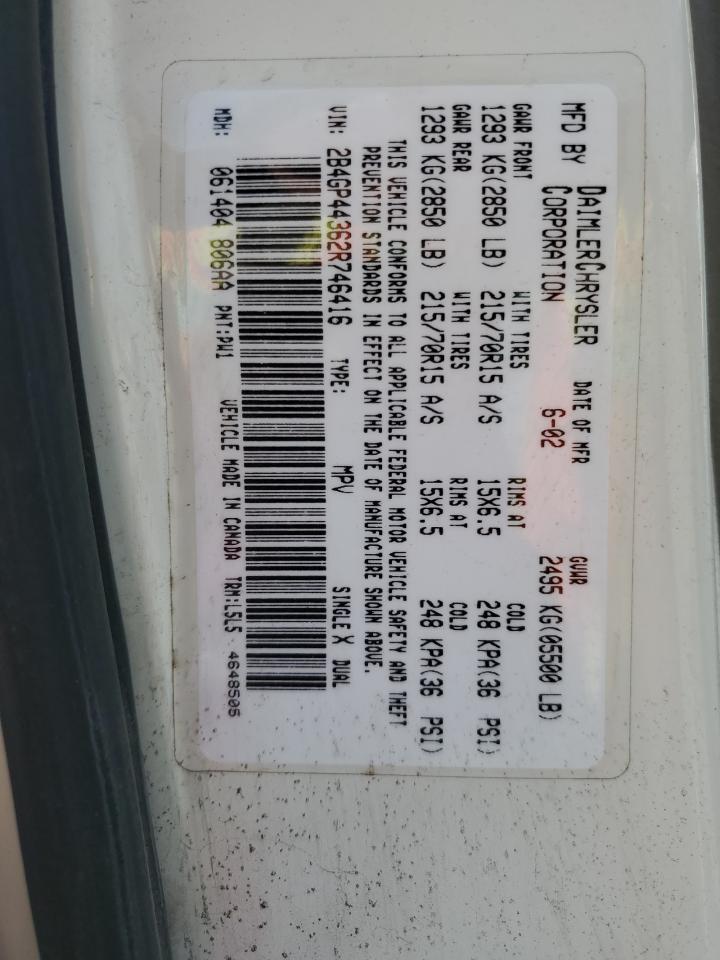 MFD BY DAIMLERCHRYSLER CORPORATION DATE OF MFR 6-02 GVWR 2495 KG(05500 LB)
GAWR FRONT WITH TIRES RIMS AT COLD
1293 KG(2850 LB) 215/70R15 A/S 15X6.5 248 KPA(36 PSI)
GAWR REAR WITH TIRES RIMS AT COLD
1293 KG(2850 LB) 215/70R15 A/S 15X6.5 248 KPA(36 PSI)
THIS VEHICLE CONFORMS TO ALL APPLICABLE FEDERAL MOTOR VEHICLE SAFETY AND THEFT
PREVENTION STANDARDS IN EFFECT ON THE DATE OF MANUFACTURE SHOWN ABOVE.
VIN: 2B4GP44362R746416 TYPE: MPV SINGLE X DUAL
MDH: 061404 806AA PNT:PW1 VEHICLE MADE IN CANADA TRM:L5L5 4648505